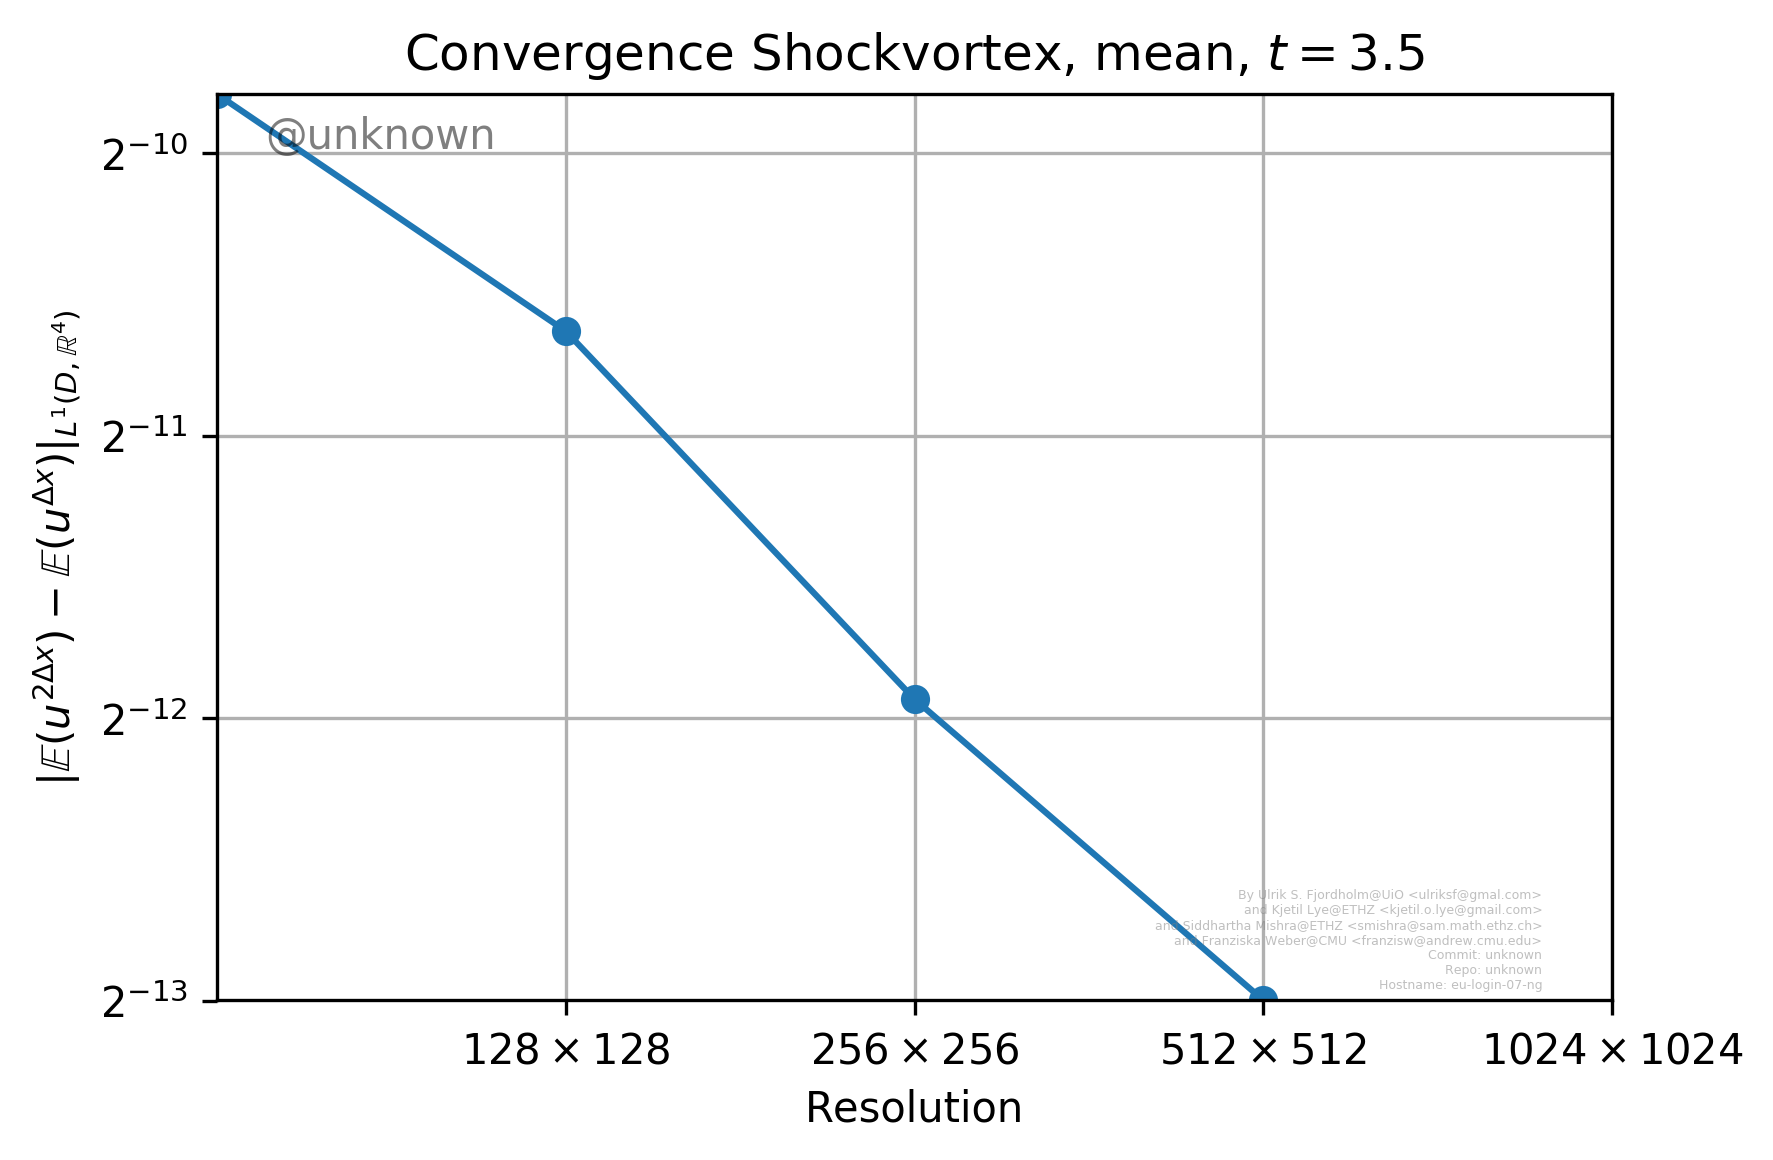 Convergence Shockvortex, mean, t = 3.5
@unknown
2⁻¹⁰
2⁻¹¹
2⁻¹²
2⁻¹³
|𝔼(u^{2Δx}) − 𝔼(u^{Δx})|_{L¹(D, ℝ⁴)}
By Ulrik S. Fjordholm@UiO <ulriksf@gmal.com>
and Kjetil Lye@ETHZ <kjetil.o.lye@gmail.com>
and Siddhartha Mishra@ETHZ <smishra@sam.math.ethz.ch>
and Franziska Weber@CMU <franzisw@andrew.cmu.edu>
Commit: unknown
Repo: unknown
Hostname: eu-login-07-ng
128 × 128 256 × 256 512 × 512 1024 × 1024
Resolution